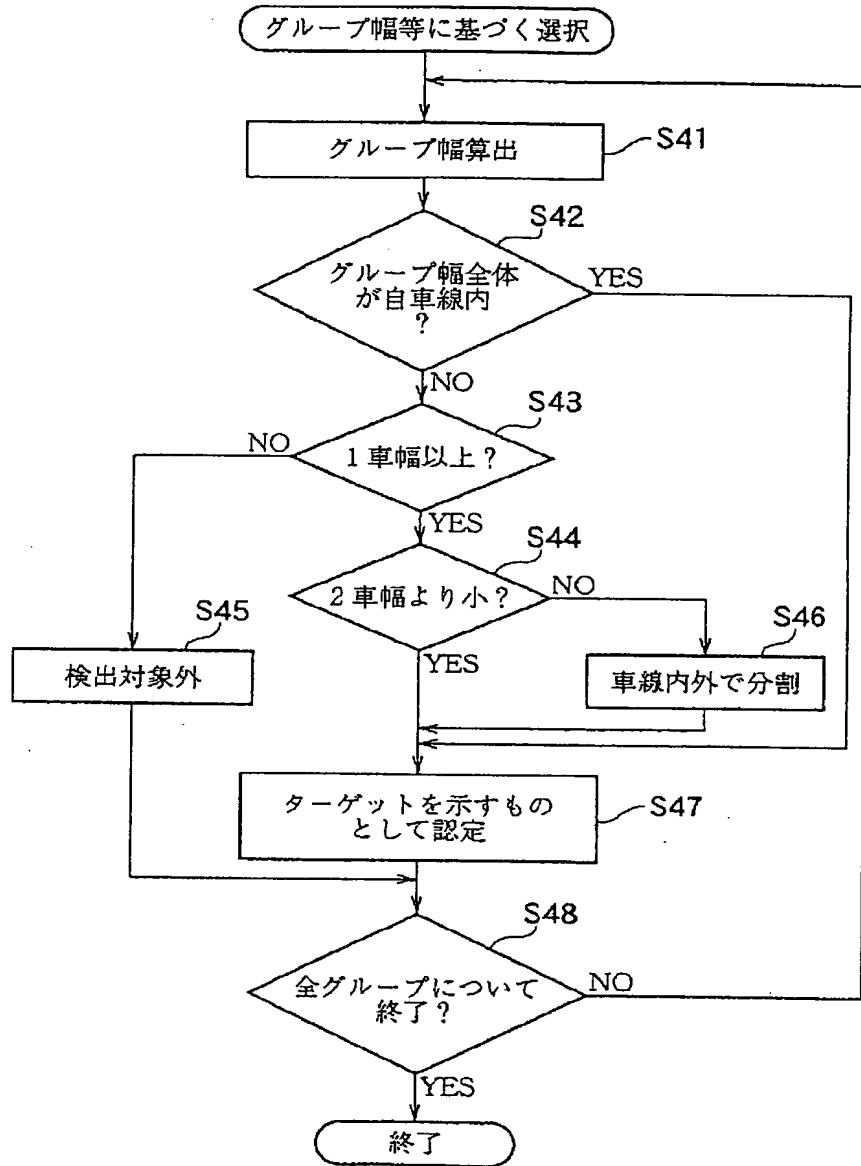 グループ幅等に基づく選択
グループ幅算出
S41
S42
グループ幅全体
が自車線内
?
YES
NO
S43
NO
1車幅以上?
YES
S44
2車幅より小?
NO
S45
検出対象外
YES
S46
車線内外で分割
ターゲットを示すもの
として認定
S47
S48
全グループについて
終了?
NO
YES
終了